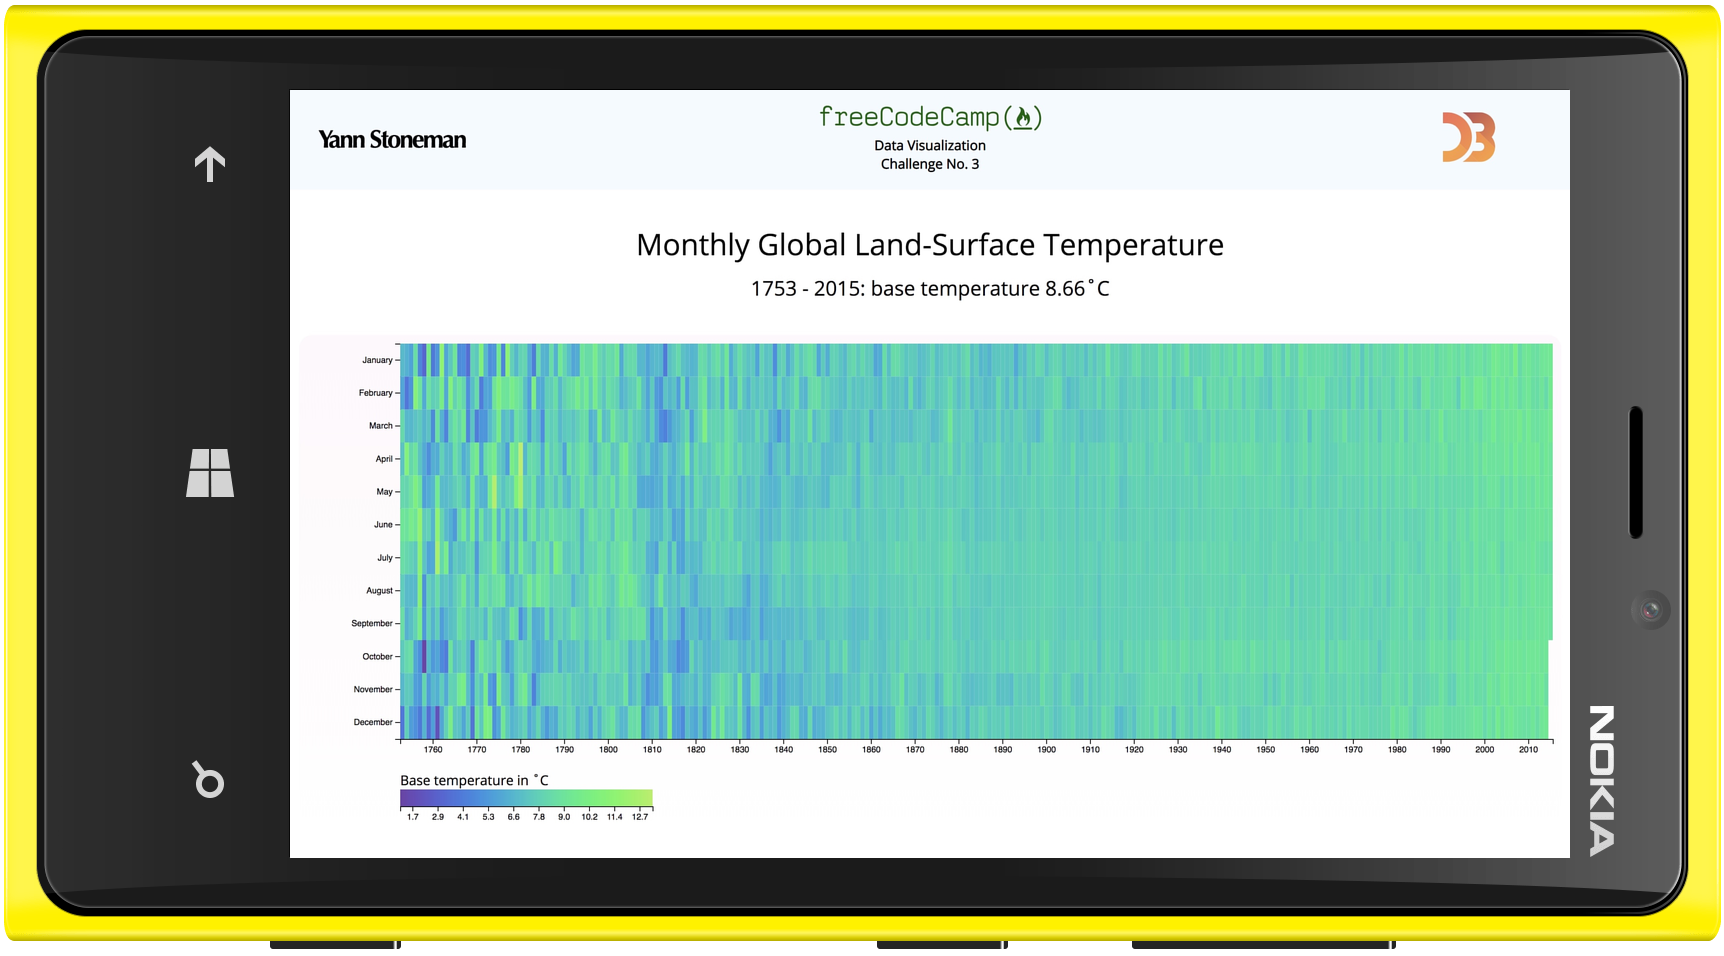 Yann Stoneman
freeCodeCamp
Data Visualization
Challenge No. 3
Monthly Global Land-Surface Temperature
1753 - 2015: base temperature 8.66˚C
January
February
March
April
May
June
July
August
September
October
November
December
1760 1770 1780 1790 1800 1810 1820 1830 1840 1850 1860 1870 1880 1890 1900 1910 1920 1930 1940 1950 1960 1970 1980 1990 2000 2010
Base temperature in ˚C
1.7 2.9 4.1 5.3 6.6 7.8 9.0 10.2 11.4 12.7
NOKIA